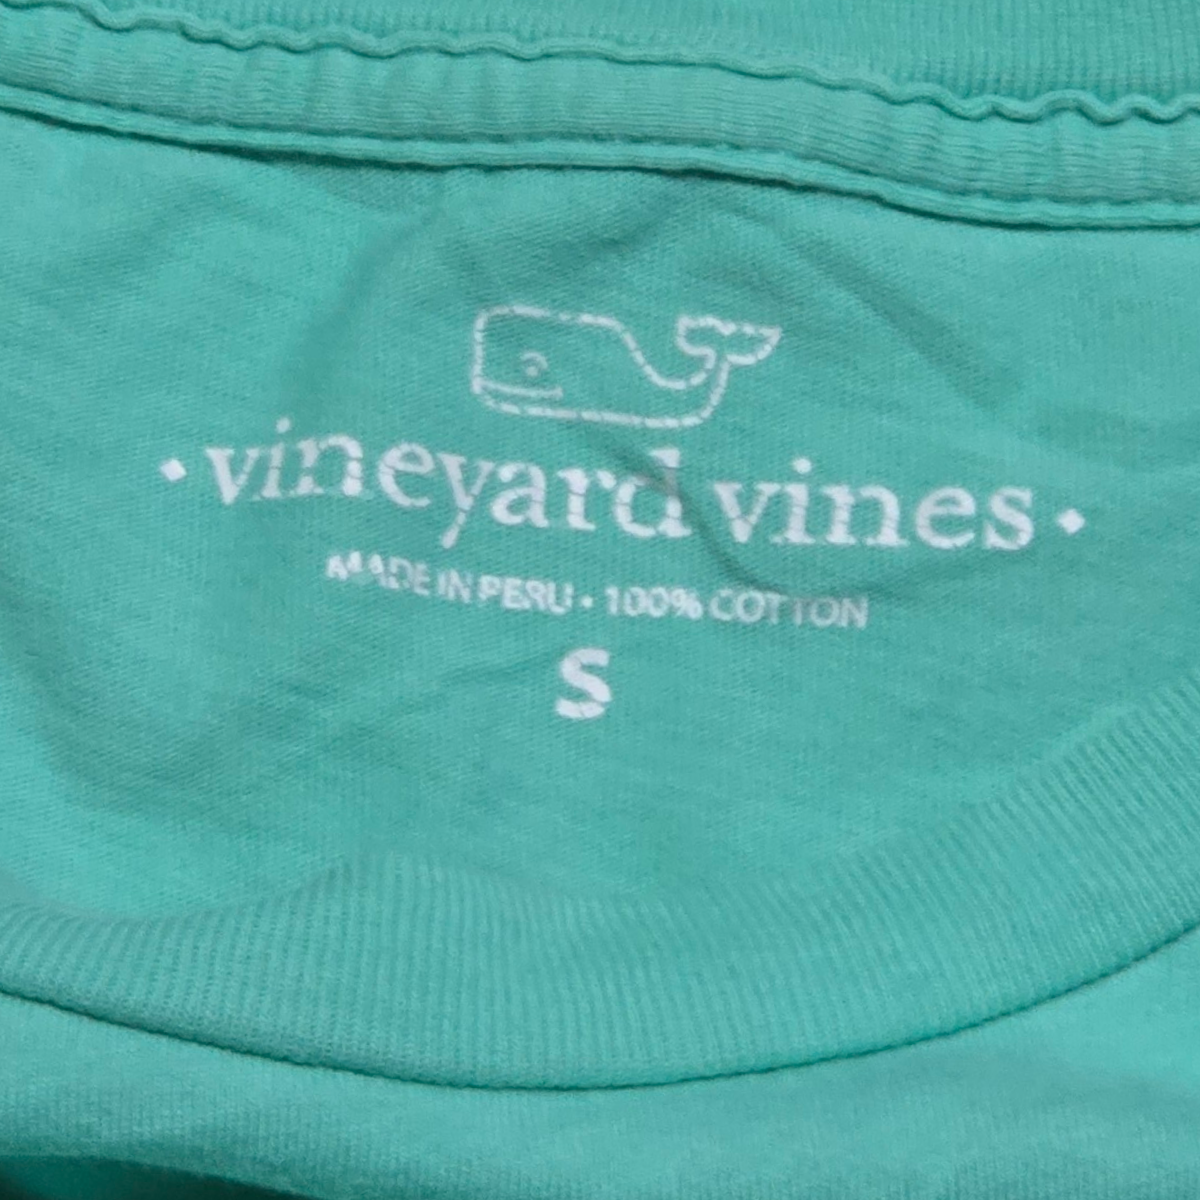 • vineyard vines •
MADE IN PERU • 100% COTTON
S